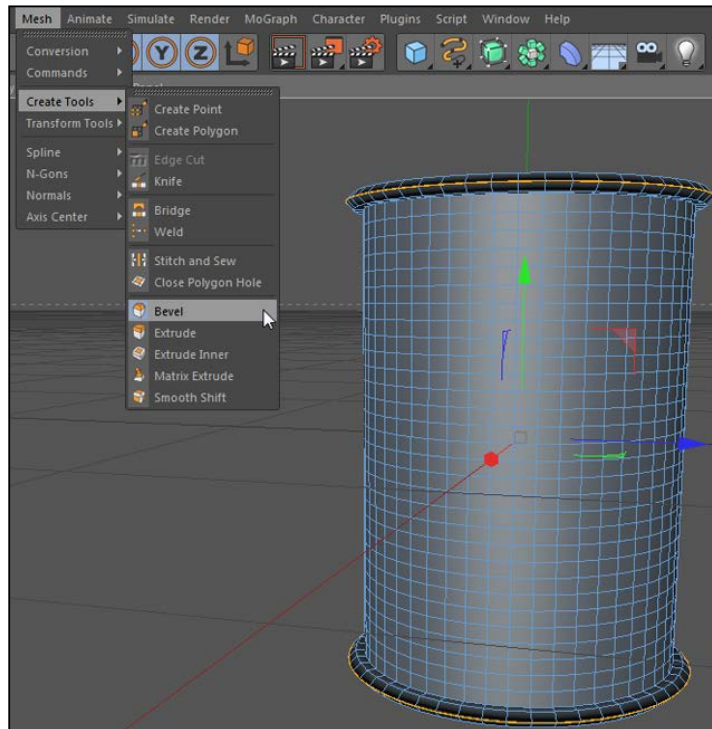 Mesh Animate Simulate Render MoGraph Character Plugins Script Window Help
Conversion
Commands
Create Tools
Transform Tools
Spline
N-Gons
Normals
Axis Center
Create Point
Create Polygon
Edge Cut
Knife
Bridge
Weld
Stitch and Sew
Close Polygon Hole
Bevel
Extrude
Extrude Inner
Matrix Extrude
Smooth Shift
Y Z